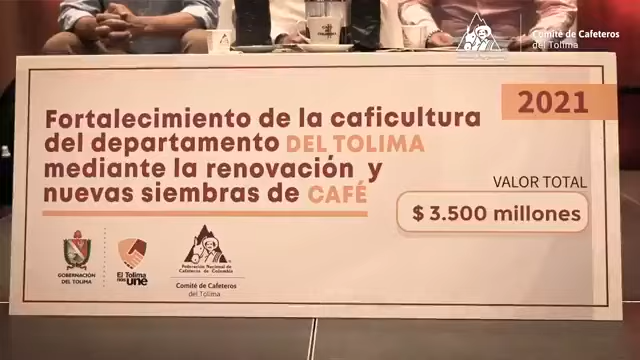 Comité de Cafeteros
del Tolima
2021
Fortalecimiento de la caficultura
del departamento DEL TOLIMA
mediante la renovación y
nuevas siembras de CAFÉ
VALOR TOTAL
$ 3.500 millones
GOBERNACIÓN
DEL TOLIMA
El Tolima
nos une
Federación Nacional de
Cafeteros de Colombia
Comité de Cafeteros
del Tolima